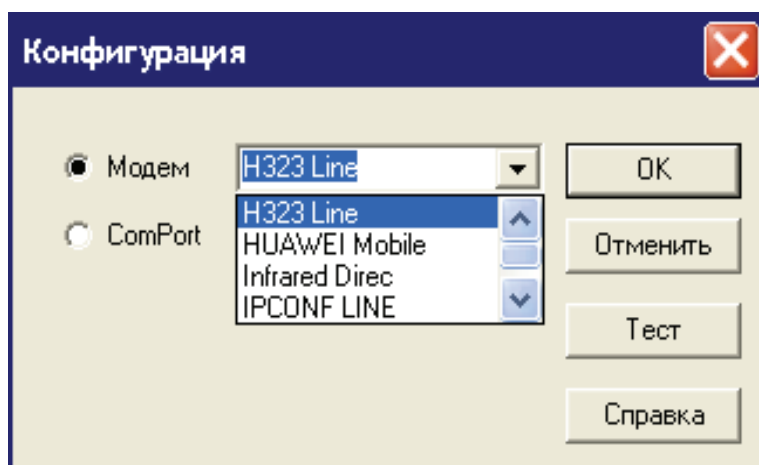 Конфигурация
Модем
H323 Line
OK
H323 Line
ComPort
HUAWEI Mobile
Отменить
Infrared Direc
IPCONF LINE
Тест
Справка